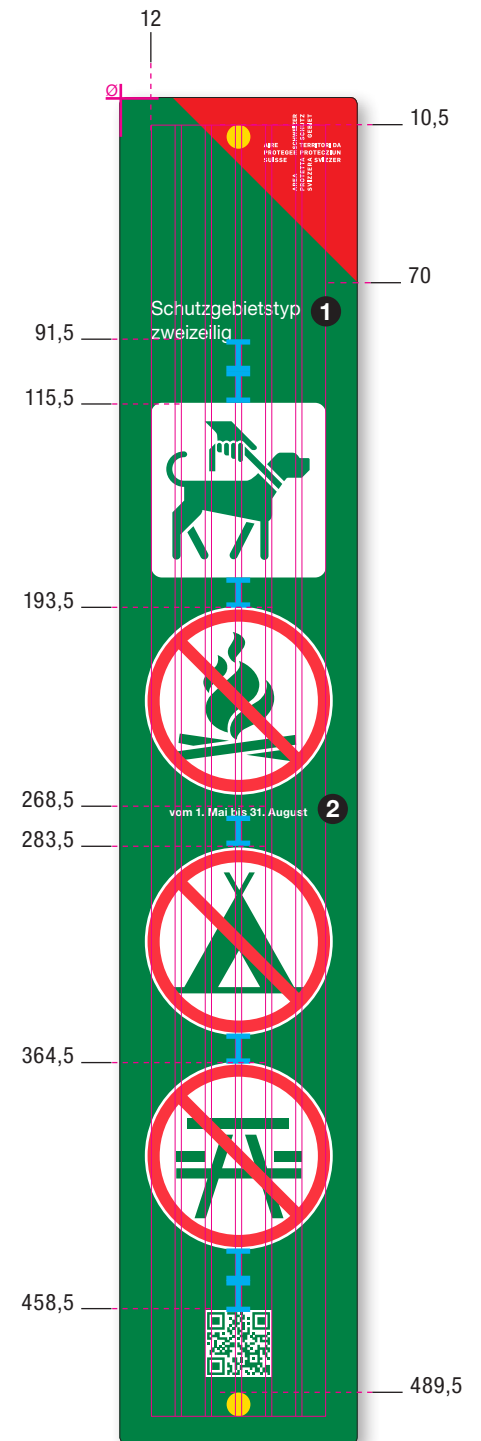 12
Ø
10,5
AIRE
PROTEGEE
SUISSE
TERRITORI DA
PROTECZIUN
SVIZZER
SCHWEIZER
SCHUTZ
GEBIET
AREA
PROTETTA
SVIZZERA
70
Schutzgebietstyp 1
zweizeilig
91,5
115,5
193,5
268,5
vom 1. Mai bis 31. August 2
283,5
364,5
458,5
489,5